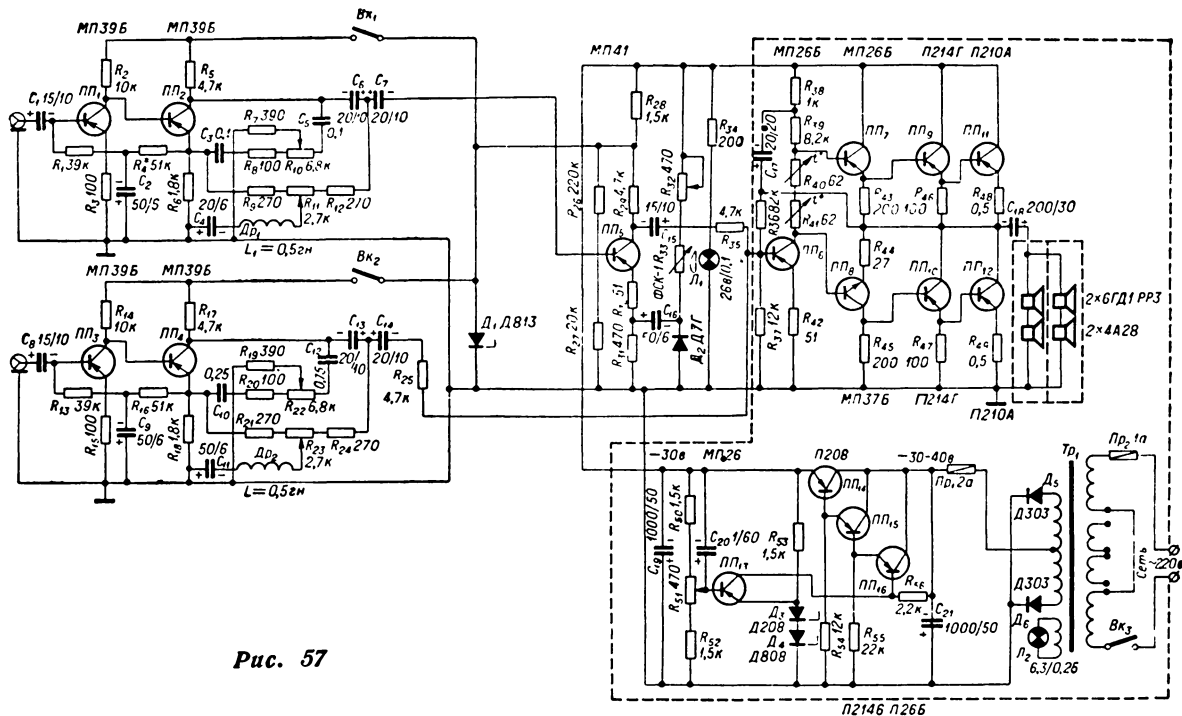 МП39Б МП39Б Вк₁
МП41
МП26Б МП26Б П214Г П210А
R₂ 10к
R₅ 4,7к
C₁ 15/10
ПП₁
ПП₂
C₆ 20/10
C₇ 20/10
R₇ 390
C₅ 0,1
C₃ 0,1
R₁ 39к
R₄* 51к
R₈ 100
R₁₀ 6,8к
R₃ 100
C₂ 50/6
R₆ 1,8к
R₉ 270
R₁₁ 2,7к
R₁₂ 270
20/6
C₄
Др₁
L₁=0,5гн
R₂₈ 1,5к
R₃₄ 200
R₃₈ 1к
R₃₉ 8,2к
20/20
C₁₇
ПП₇
ПП₉
ПП₁₁
R₂₆ 220к
R₂₉ 4,7к
R₃₂ 470
15/10
C₁₅
4,7к
R₃₅
R₃₆ 82к
t°
R₄₀ 62
t°
R₄₁ 62
R₄₃ 200
R₄₆ 100
R₄₈ 0,5
C₁₈ 200/30
ПП₅
ФСК-1 R₃₃
Л₁
26в/0,1
ПП₆
ПП₈
R₄₄ 27
ПП₁₀
ПП₁₂
51
R₂₇ 20к
R₃₁ 470
C₁₆
50/6
Д₂ Д7Г
R₃₇ 12к
R₄₂ 51
R₄₅ 200
R₄₇ 100
R₄₉ 0,5
2×6ГД1РРЗ
2×4А28
МП37Б П214Г П210А
МП39Б МП39Б Вк₂
R₁₄ 10к
R₁₇ 4,7к
C₈ 15/10
ПП₃
ПП₄
C₁₃ 20/40
C₁₄ 20/10
R₁₉ 390
C₁₂ 0,25
Д₁ Д813
R₂₅ 4,7к
0,25
C₁₀
R₁₃ 39к
R₁₆ 51к
R₂₀ 100
R₂₂ 6,8к
R₁₅ 100
C₉ 50/6
R₁₈ 1,8к
R₂₁ 270
R₂₃ 2,7к
R₂₄ 270
50/6
C₁₁
Др₂
L=0,5гн
−30в МП26 П208 −30-40в
Пр₁ 2а
Тр₁
Пр₂ 1а
1000/50
C₁₉
R₅₀ 1,5к
C₂₀ 1/60
R₅₃ 1,5к
ПП₁₄
ПП₁₅
Д₅
Д303
R₅₁ 470
ПП₁₃
ПП₁₆
R₅₆ 2,2к
C₂₁ 1000/50
Д303
Д₆
Сеть ~220в
Д₃ Д208
Д₄ Д808
R₅₂ 1,5к
R₅₄ 12к
R₅₅ 22к
Л₂
6,3/0,26
Вк₃
П214Б П26Б
Рис. 57